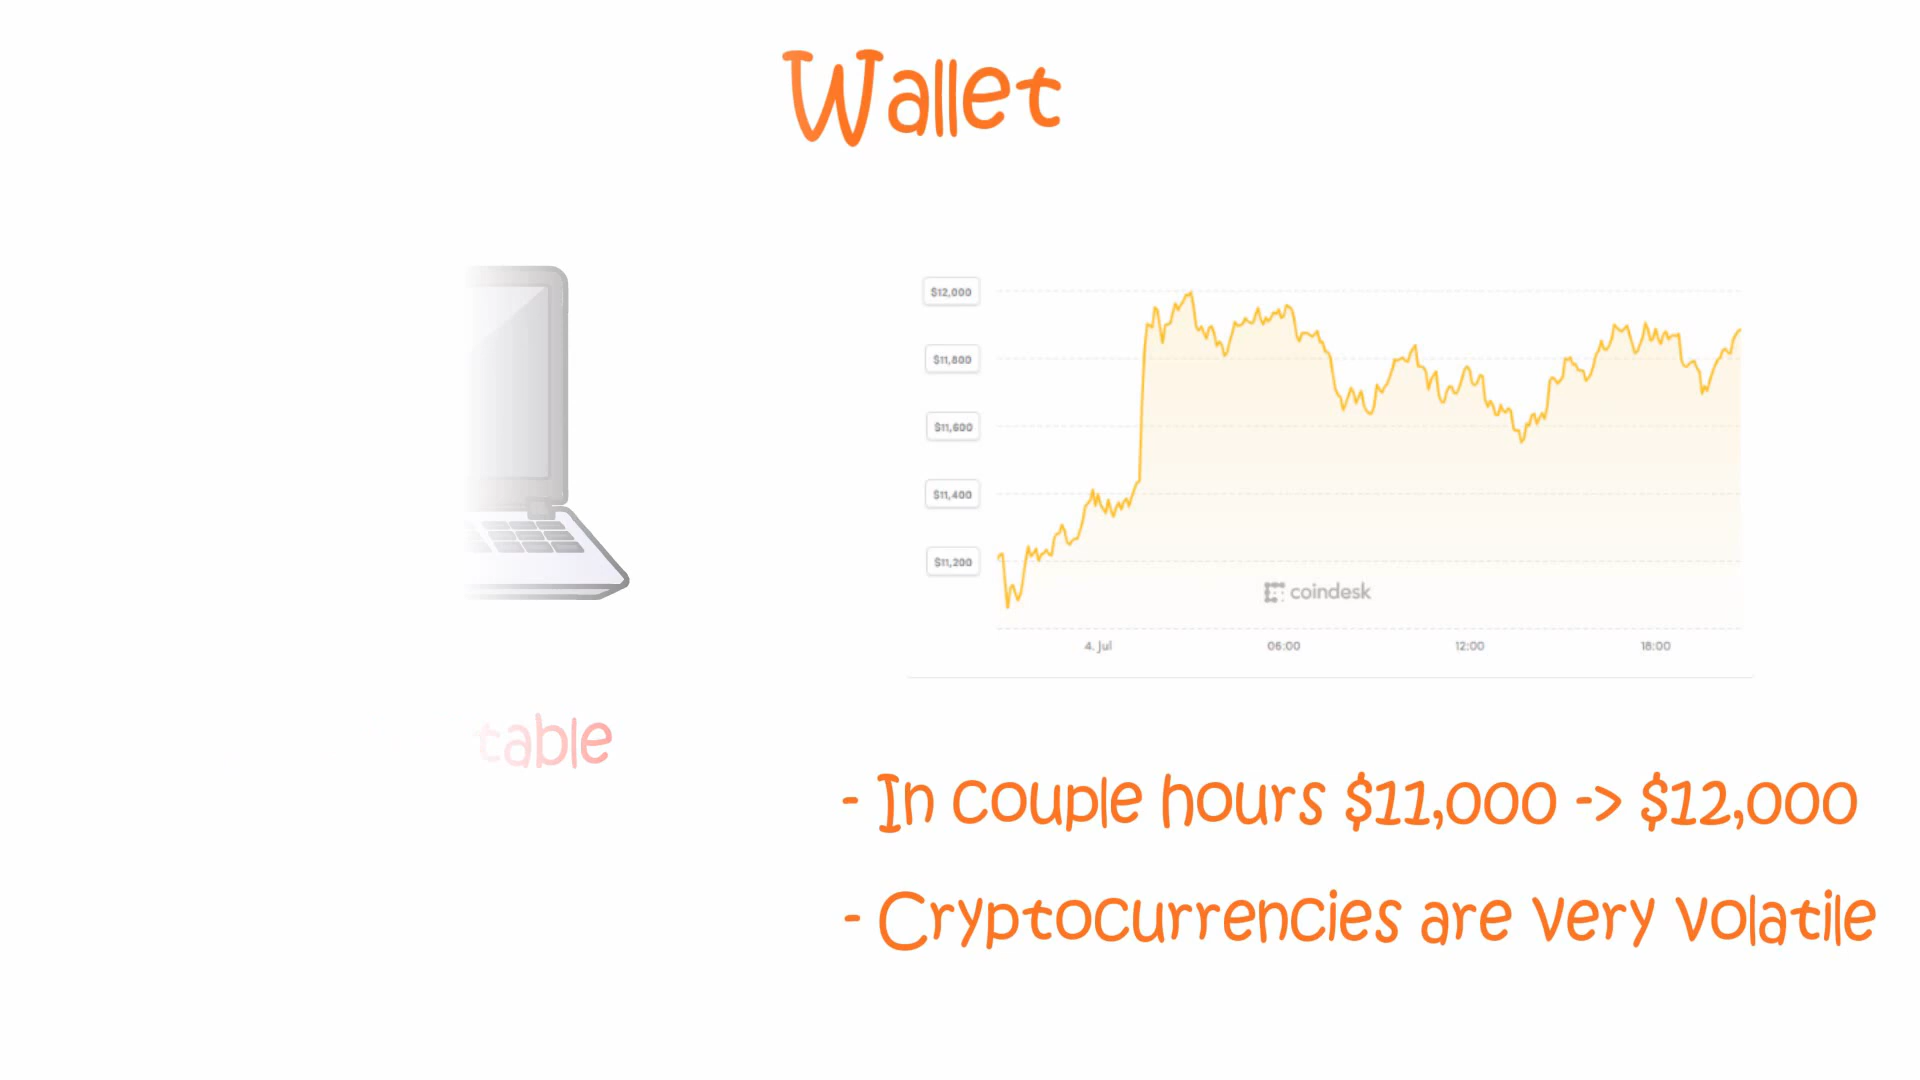 Wallet
$12,000
$11,800
$11,600
$11,400
$11,200
coindesk
4. Jul
06:00
12:00
18:00
table
- In couple hours $11,000 -> $12,000
- Cryptocurrencies are very volatile